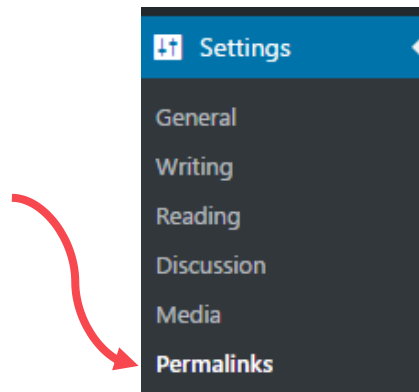 Settings
General
Writing
Reading
Discussion
Media
Permalinks